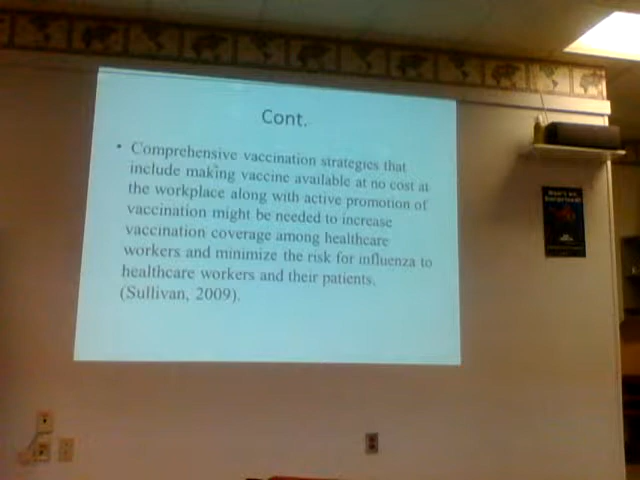 Cont.
• Comprehensive vaccination strategies that
include making vaccine available at no cost at
the workplace along with active promotion of
vaccination might be needed to increase
vaccination coverage among healthcare
workers and minimize the risk for influenza to
healthcare workers and their patients.
(Sullivan, 2009).